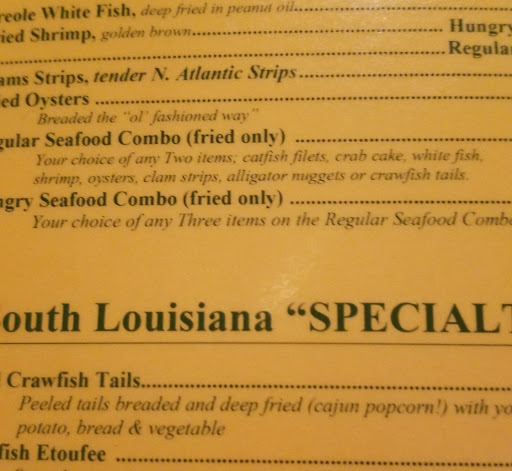 reole White Fish, deep fried in peanut oil
ied Shrimp, golden brown Hungry
Regular
ams Strips, tender N. Atlantic Strips
ed Oysters
Breaded the "ol' fashioned way"
gular Seafood Combo (fried only)
Your choice of any Two items, catfish filets, crab cake, white fish,
shrimp, oysters, clam strips, alligator nuggets or crawfish tails.
ngry Seafood Combo (fried only)
Your choice of any Three items on the Regular Seafood Combo
outh Louisiana "SPECIALT
Crawfish Tails
Peeled tails breaded and deep fried (cajun popcorn!) with yo
potato, bread & vegetable
fish Etoufee